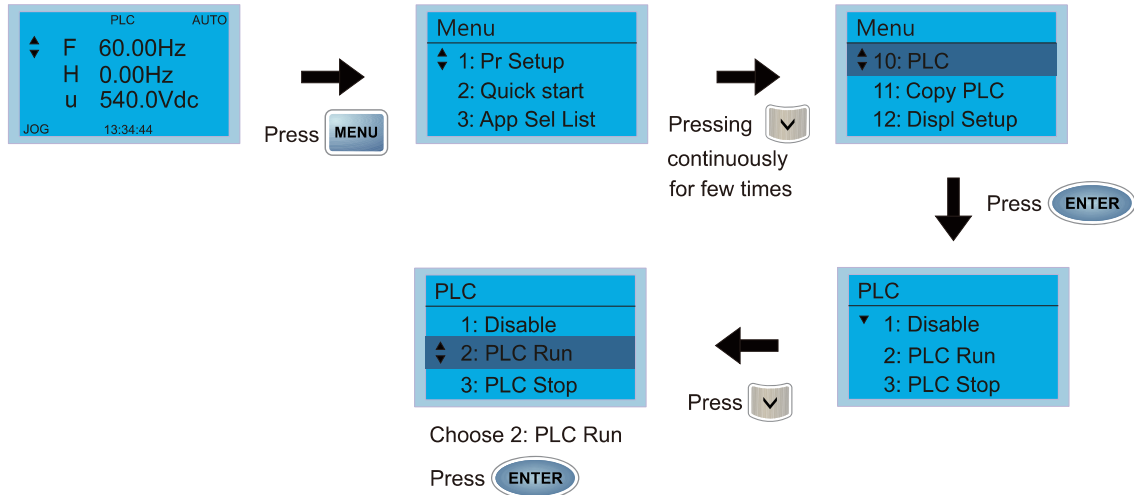 PLC AUTO
F 60.00Hz
H 0.00Hz
u 540.0Vdc
JOG 13:34:44
Press MENU
Menu
1: Pr Setup
2: Quick start
3: App Sel List
Pressing
continuously
for few times
Menu
10: PLC
11: Copy PLC
12: Displ Setup
Press ENTER
PLC
1: Disable
2: PLC Run
3: PLC Stop
Press
PLC
1: Disable
2: PLC Run
3: PLC Stop
Choose 2: PLC Run
Press ENTER